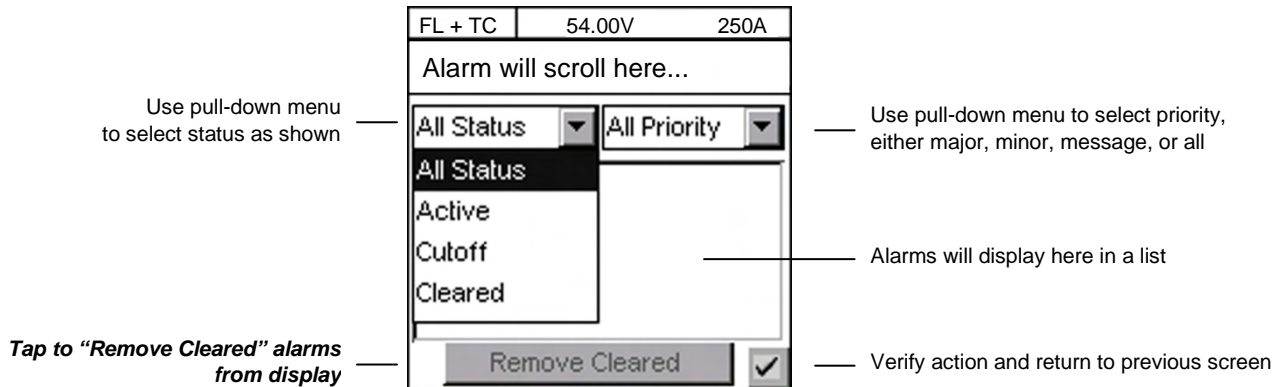 FL + TC 54.00V 250A
Alarm will scroll here...
Use pull-down menu
to select status as shown
All Status All Priority
Use pull-down menu to select priority,
either major, minor, message, or all
All Status
Active
Cutoff
Cleared
Alarms will display here in a list
Tap to “Remove Cleared” alarms
from display
Remove Cleared
Verify action and return to previous screen